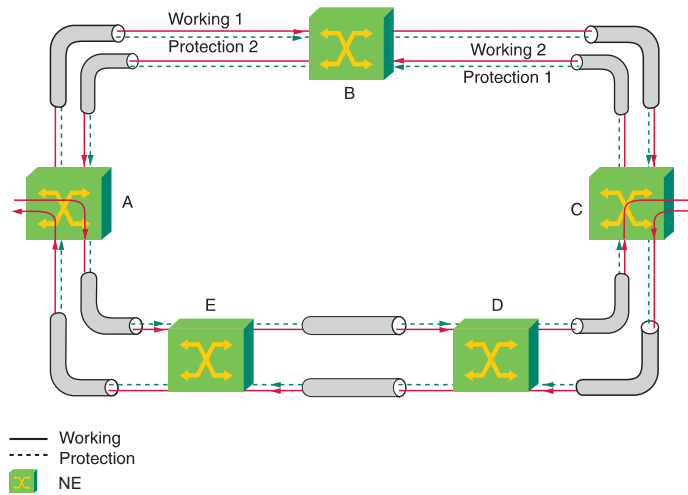 Working 1
Protection 2
Working 2
Protection 1
B
A
C
E
D
Working
Protection
NE